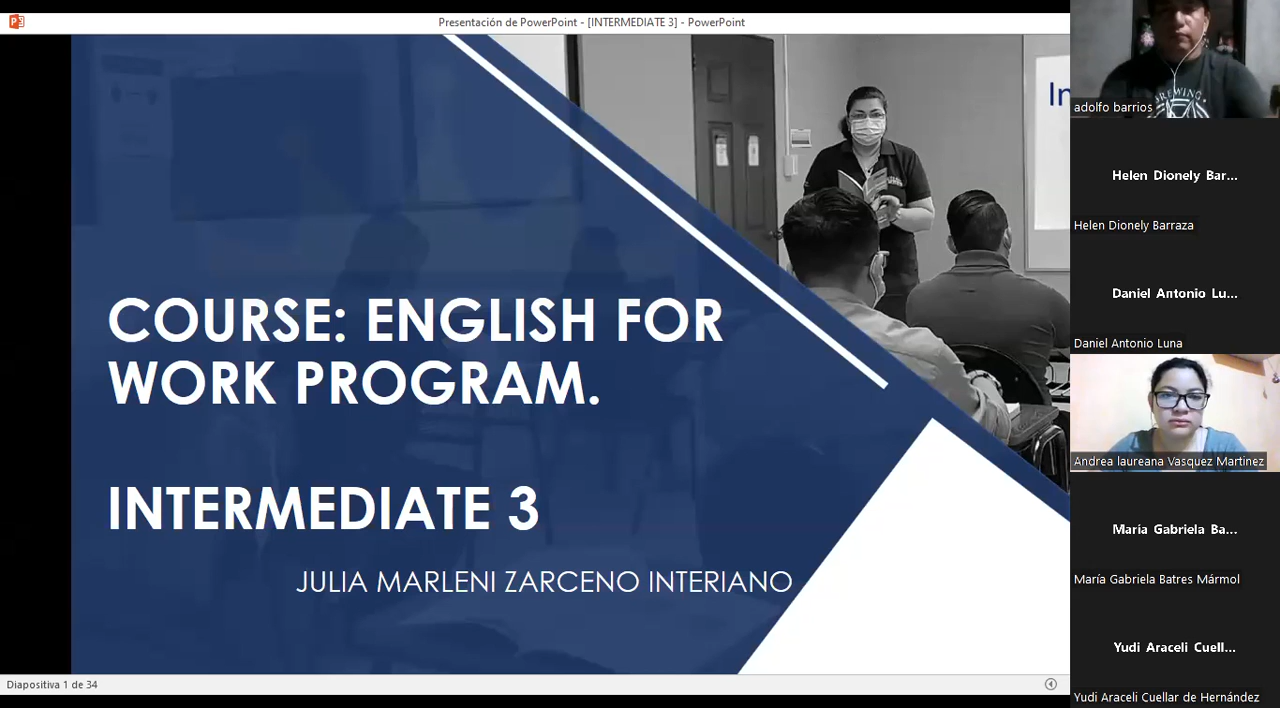 Presentación de PowerPoint - [INTERMEDIATE 3] - PowerPoint
In
COURSE: ENGLISH FOR
WORK PROGRAM.
INTERMEDIATE 3
JULIA MARLENI ZARCENO INTERIANO
Diapositiva 1 de 34
adolfo barrios
Helen Dionely Bar...
Helen Dionely Barraza
Daniel Antonio Lu...
Daniel Antonio Luna
Andrea laureana Vasquez Martinez
María Gabriela Ba...
María Gabriela Batres Mármol
Yudi Araceli Cuell...
Yudi Araceli Cuellar de Hernández